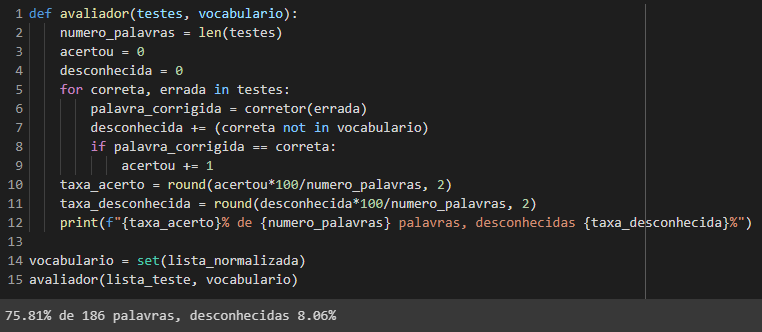 1 def avaliador(testes, vocabulario):
2     numero_palavras = len(testes)
3     acertou = 0
4     desconhecida = 0
5     for correta, errada in testes:
6         palavra_corrigida = corretor(errada)
7         desconhecida += (correta not in vocabulario)
8         if palavra_corrigida == correta:
9             acertou += 1
10     taxa_acerto = round(acertou*100/numero_palavras, 2)
11     taxa_desconhecida = round(desconhecida*100/numero_palavras, 2)
12     print(f"{taxa_acerto}% de {numero_palavras} palavras, desconhecidas {taxa_desconhecida}%")
13
14 vocabulario = set(lista_normalizada)
15 avaliador(lista_teste, vocabulario)
75.81% de 186 palavras, desconhecidas 8.06%